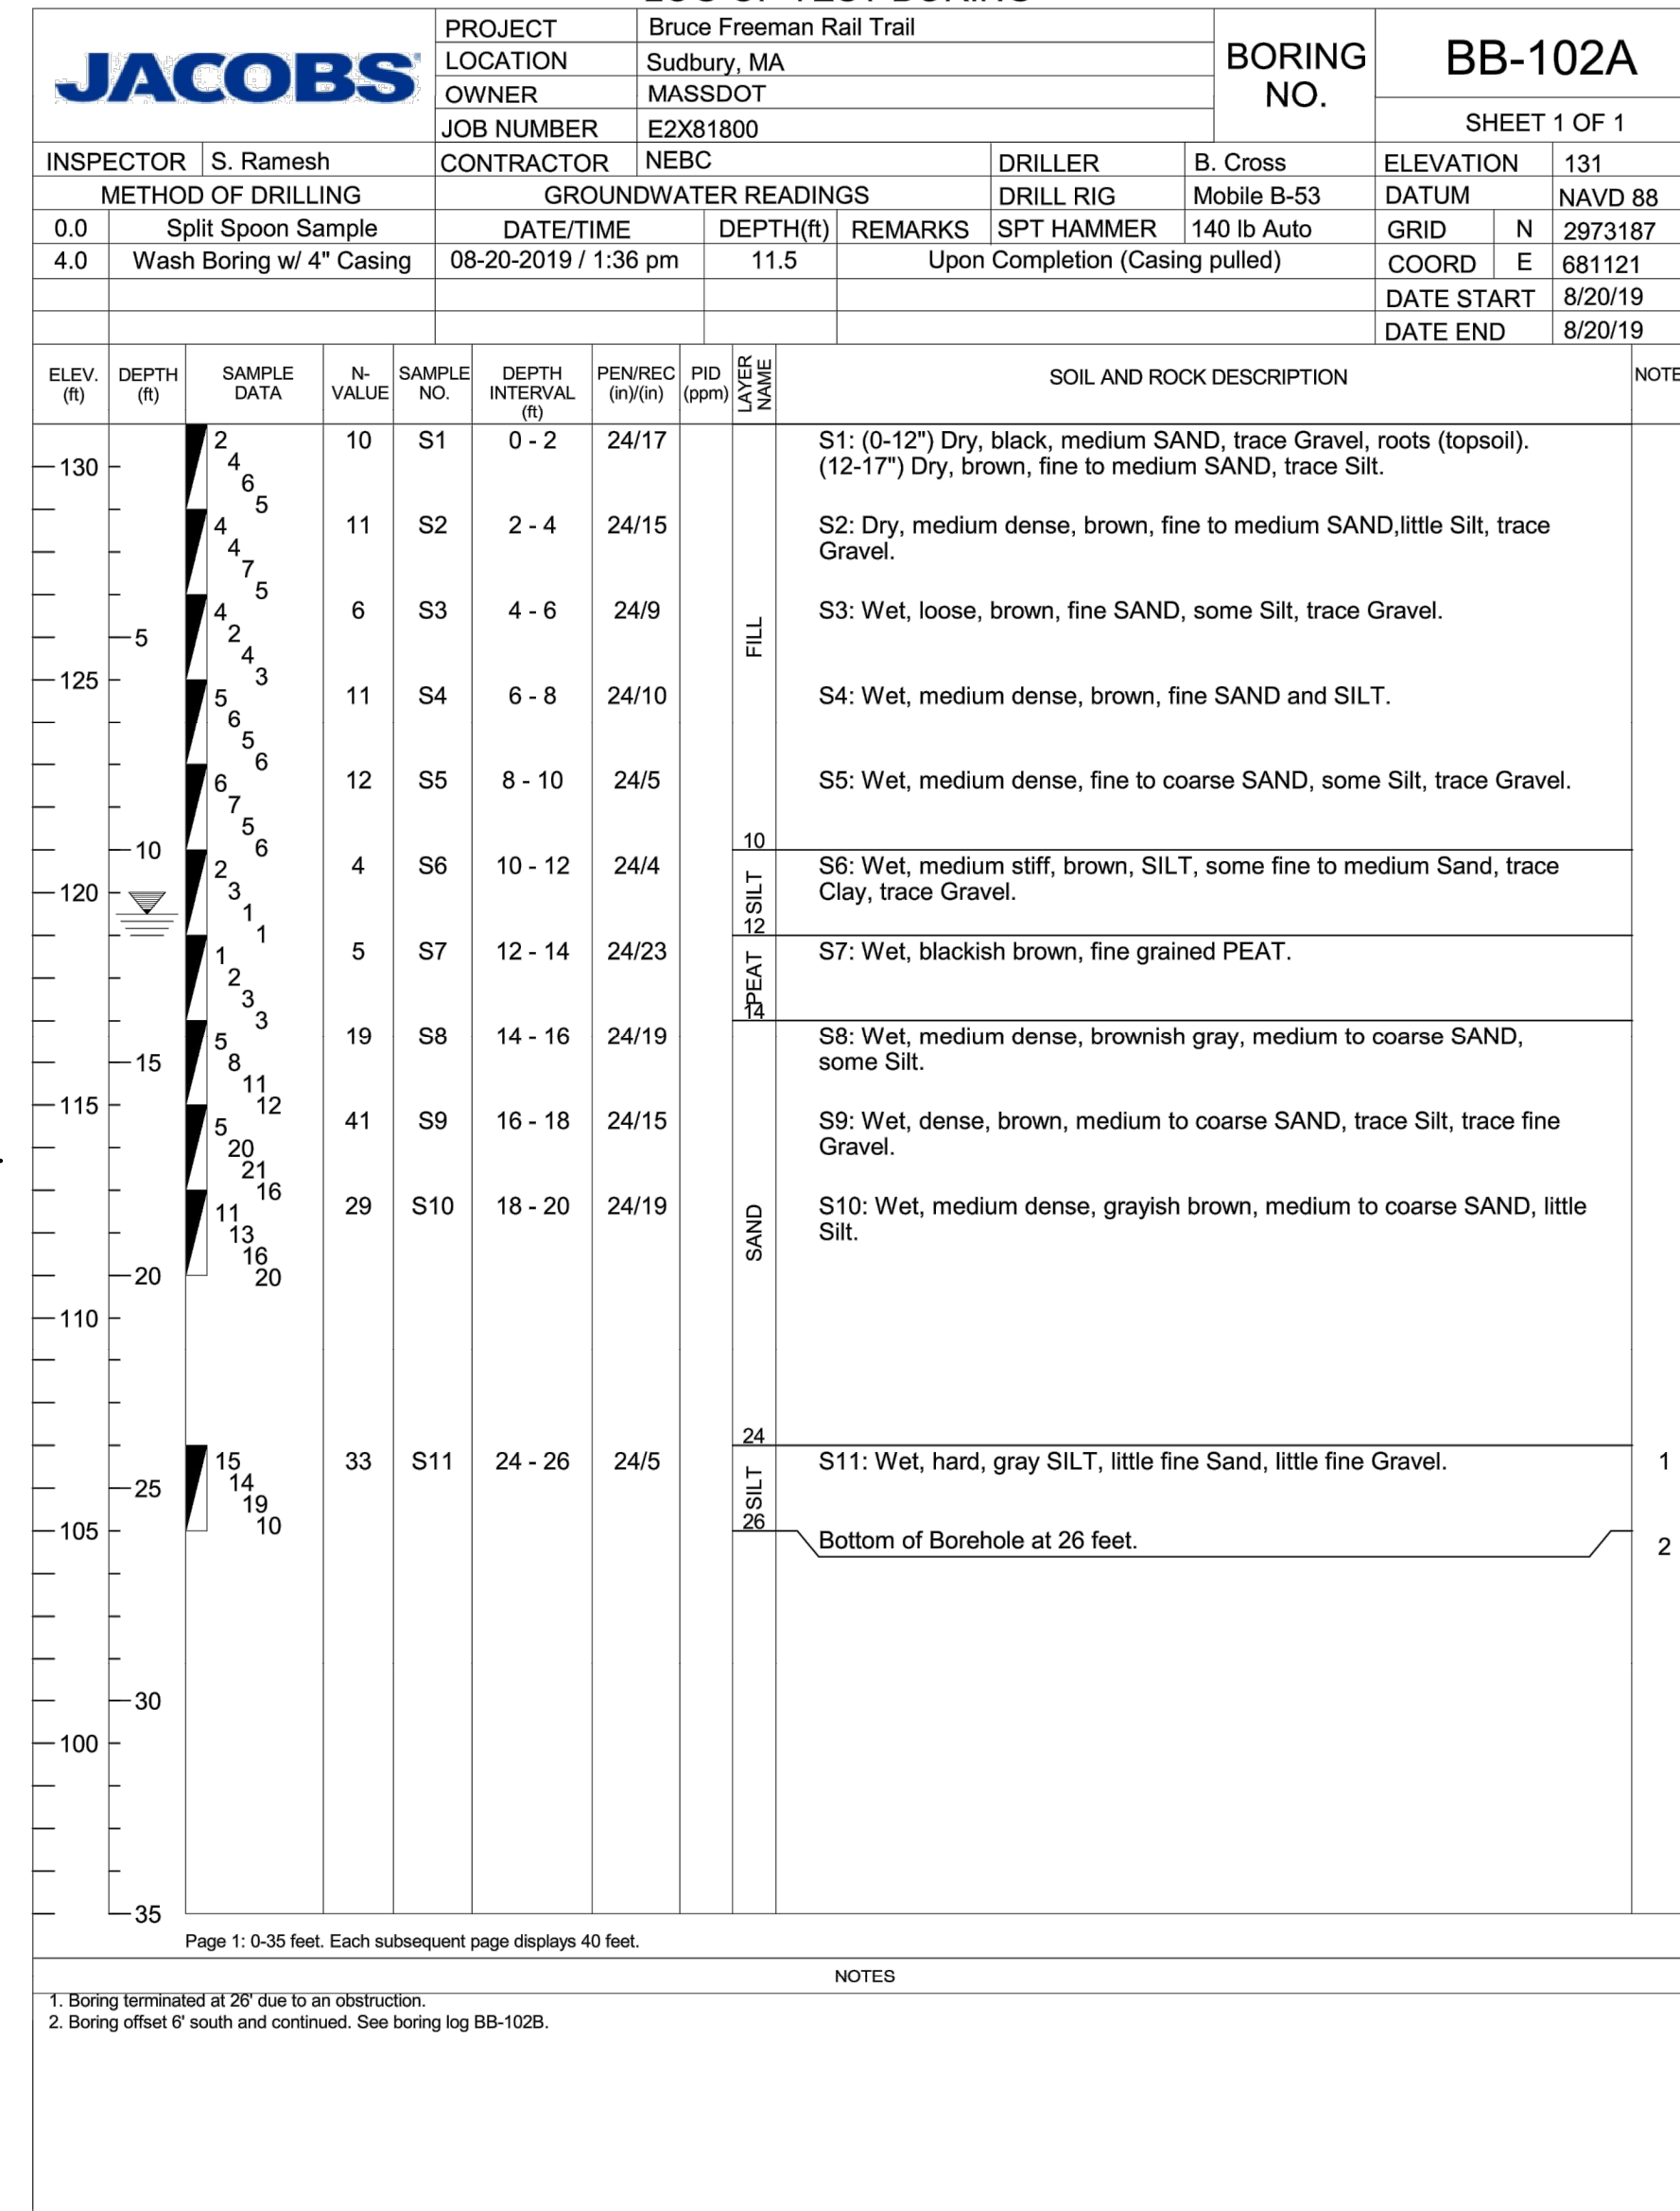 JACOBS
PROJECT Bruce Freeman Rail Trail
LOCATION Sudbury, MA
OWNER MASSDOT
JOB NUMBER E2X81800
BORING NO.
BB-102A
SHEET 1 OF 1
INSPECTOR S. Ramesh CONTRACTOR NEBC DRILLER B. Cross ELEVATION 131
METHOD OF DRILLING GROUNDWATER READINGS DRILL RIG Mobile B-53 DATUM NAVD 88
0.0 Split Spoon Sample DATE/TIME DEPTH(ft) REMARKS SPT HAMMER 140 lb Auto GRID N 2973187
4.0 Wash Boring w/ 4" Casing 08-20-2019 / 1:36 pm 11.5 Upon Completion (Casing pulled) COORD E 681121
DATE START 8/20/19
DATE END 8/20/19
ELEV. (ft) DEPTH (ft) SAMPLE DATA N-VALUE SAMPLE NO. DEPTH INTERVAL (ft) PEN/REC (in)/(in) PID (ppm) LAYER NAME SOIL AND ROCK DESCRIPTION NOTE
2 4 6 5 10 S1 0 - 2 24/17 S1: (0-12") Dry, black, medium SAND, trace Gravel, roots (topsoil).
130 (12-17") Dry, brown, fine to medium SAND, trace Silt.
4 4 7 5 11 S2 2 - 4 24/15 S2: Dry, medium dense, brown, fine to medium SAND,little Silt, trace
Gravel.
4 2 4 3 6 S3 4 - 6 24/9 S3: Wet, loose, brown, fine SAND, some Silt, trace Gravel.
5 FILL
125
5 6 5 6 11 S4 6 - 8 24/10 S4: Wet, medium dense, brown, fine SAND and SILT.
6 7 5 6 12 S5 8 - 10 24/5 S5: Wet, medium dense, fine to coarse SAND, some Silt, trace Gravel.
10 10
2 3 1 1 4 S6 10 - 12 24/4 S6: Wet, medium stiff, brown, SILT, some fine to medium Sand, trace
120 SILT Clay, trace Gravel.
12
1 2 3 3 5 S7 12 - 14 24/23 PEAT S7: Wet, blackish brown, fine grained PEAT.
14
5 8 11 12 19 S8 14 - 16 24/19 S8: Wet, medium dense, brownish gray, medium to coarse SAND,
15 some Silt.
115
5 20 21 16 41 S9 16 - 18 24/15 S9: Wet, dense, brown, medium to coarse SAND, trace Silt, trace fine
Gravel.
11 13 16 20 29 S10 18 - 20 24/19 S10: Wet, medium dense, grayish brown, medium to coarse SAND, little
SAND Silt.
20
110
24
15 14 19 10 33 S11 24 - 26 24/5 S11: Wet, hard, gray SILT, little fine Sand, little fine Gravel. 1
25 SILT
105 26
Bottom of Borehole at 26 feet. 2
30
100
35
Page 1: 0-35 feet. Each subsequent page displays 40 feet.
NOTES
1. Boring terminated at 26' due to an obstruction.
2. Boring offset 6' south and continued. See boring log BB-102B.